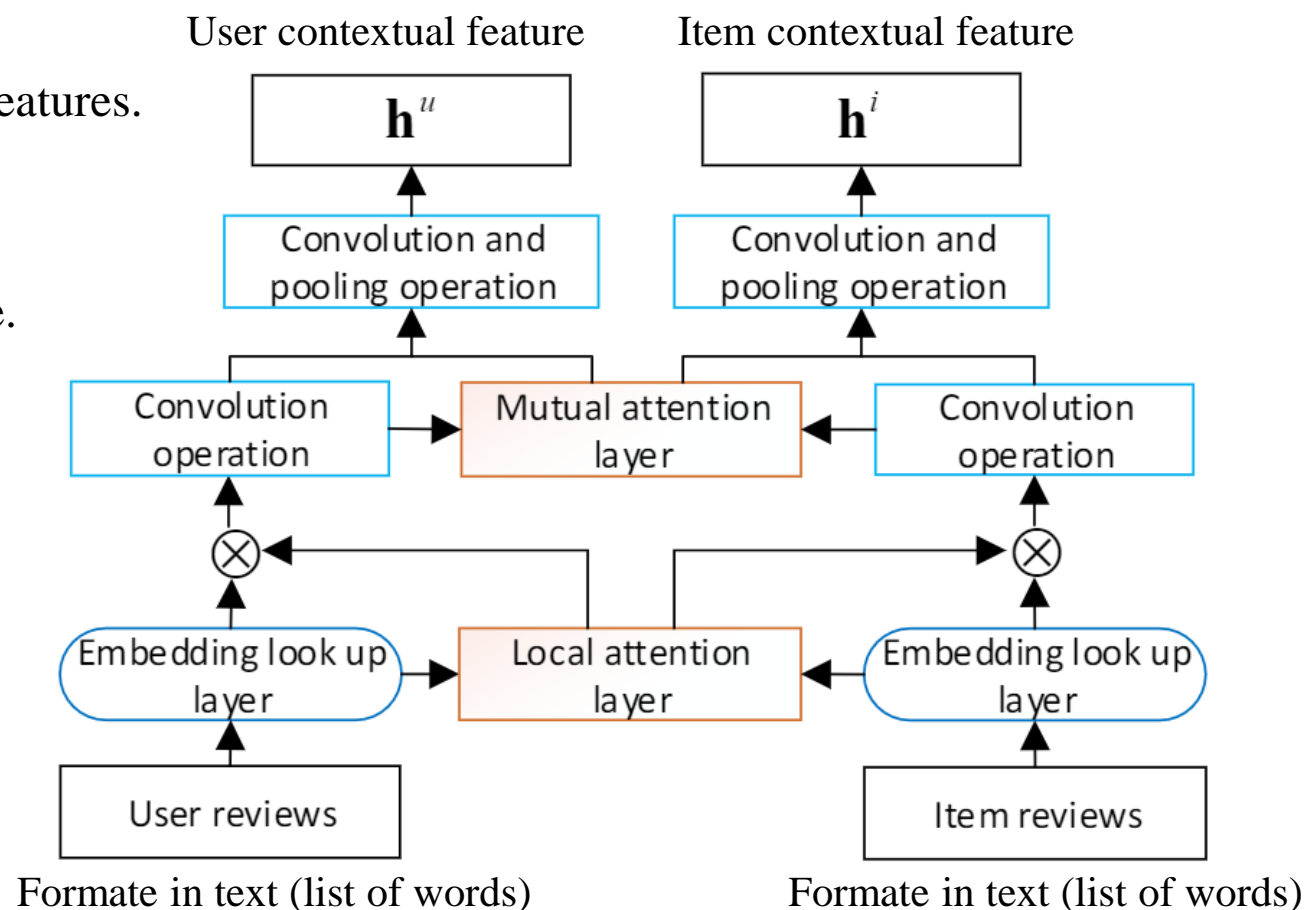 User contextual feature
Item contextual feature
eatures.
h^u
h^i
Convolution and
pooling operation
Convolution and
pooling operation
e.
Convolution
operation
Mutual attention
layer
Convolution
operation
⊗
⊗
Embedding look up
layer
Local attention
layer
Embedding look up
layer
User reviews
Item reviews
Formate in text (list of words)
Formate in text (list of words)